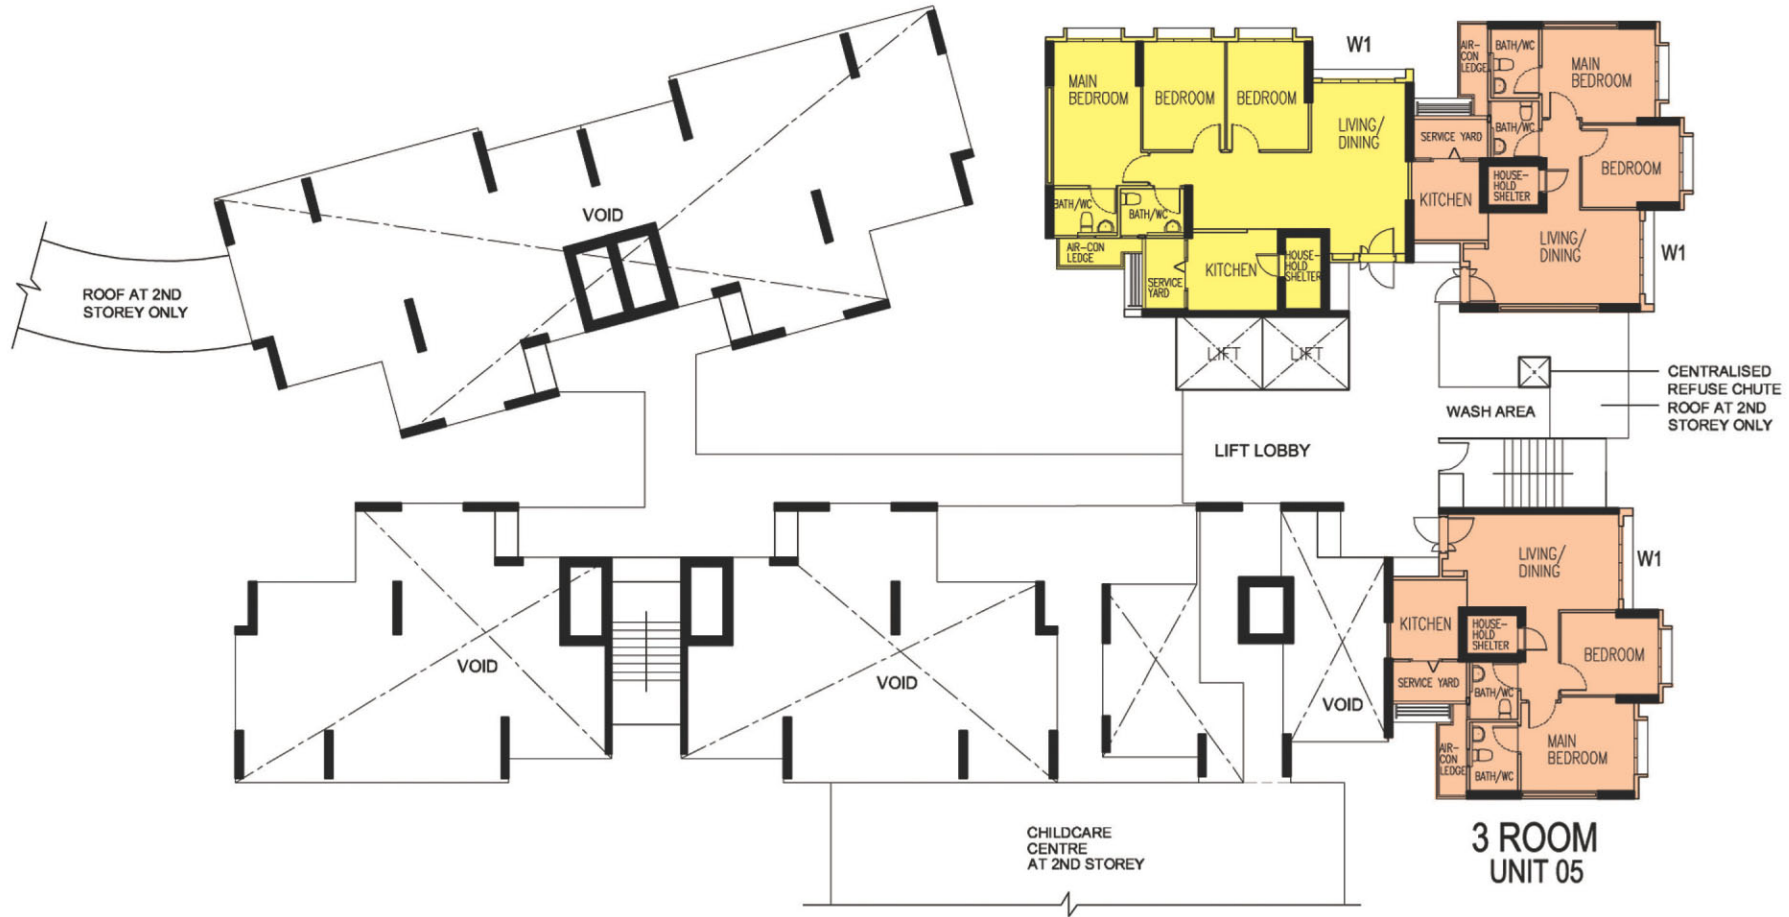 W1
MAIN
BEDROOM
BEDROOM
BEDROOM
LIVING/
DINING
BATH/WC
BATH/WC
AIR-CON
LEDGE
SERVICE
YARD
KITCHEN
HOUSE-
HOLD
SHELTER
AIR-
CON
LEDGE
BATH/WC
MAIN
BEDROOM
BATH/WC
SERVICE YARD
BEDROOM
HOUSE-
HOLD
SHELTER
KITCHEN
LIVING/
DINING
W1
VOID
ROOF AT 2ND
STOREY ONLY
LIFT
LIFT
CENTRALISED
REFUSE CHUTE
ROOF AT 2ND
STOREY ONLY
WASH AREA
LIFT LOBBY
LIVING/
DINING
W1
KITCHEN
HOUSE-
HOLD
SHELTER
BEDROOM
SERVICE YARD
BATH/WC
MAIN
BEDROOM
AIR-
CON
LEDGE
BATH/WC
VOID
VOID
VOID
3 ROOM
UNIT 05
CHILDCARE
CENTRE
AT 2ND STOREY